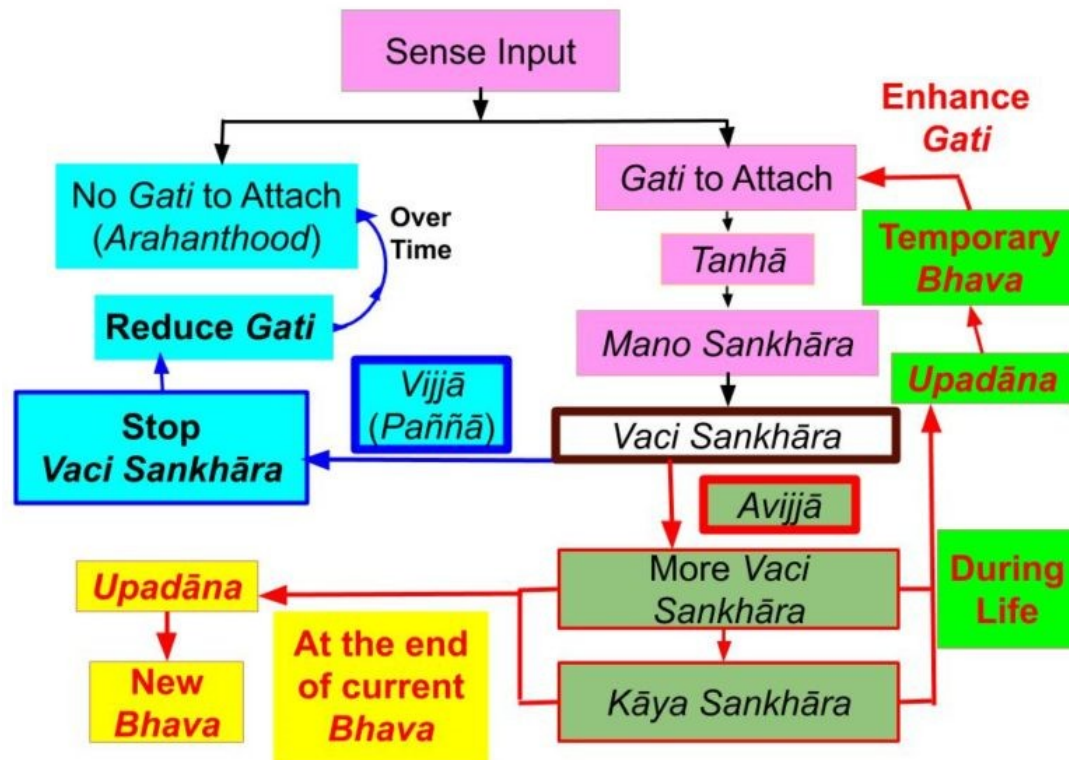 Sense Input
Enhance
Gati
No Gati to Attach
(Arahanthood)
Over
Time
Gati to Attach
Temporary
Bhava
Tanhā
Reduce Gati
Mano Sankhāra
Upadāna
Stop
Vaci Sankhāra
Vijjā
(Paññā)
Vaci Sankhāra
Avijjā
Upadāna
At the end
of current
Bhava
More Vaci
Sankhāra
During
Life
New
Bhava
Kāya Sankhāra